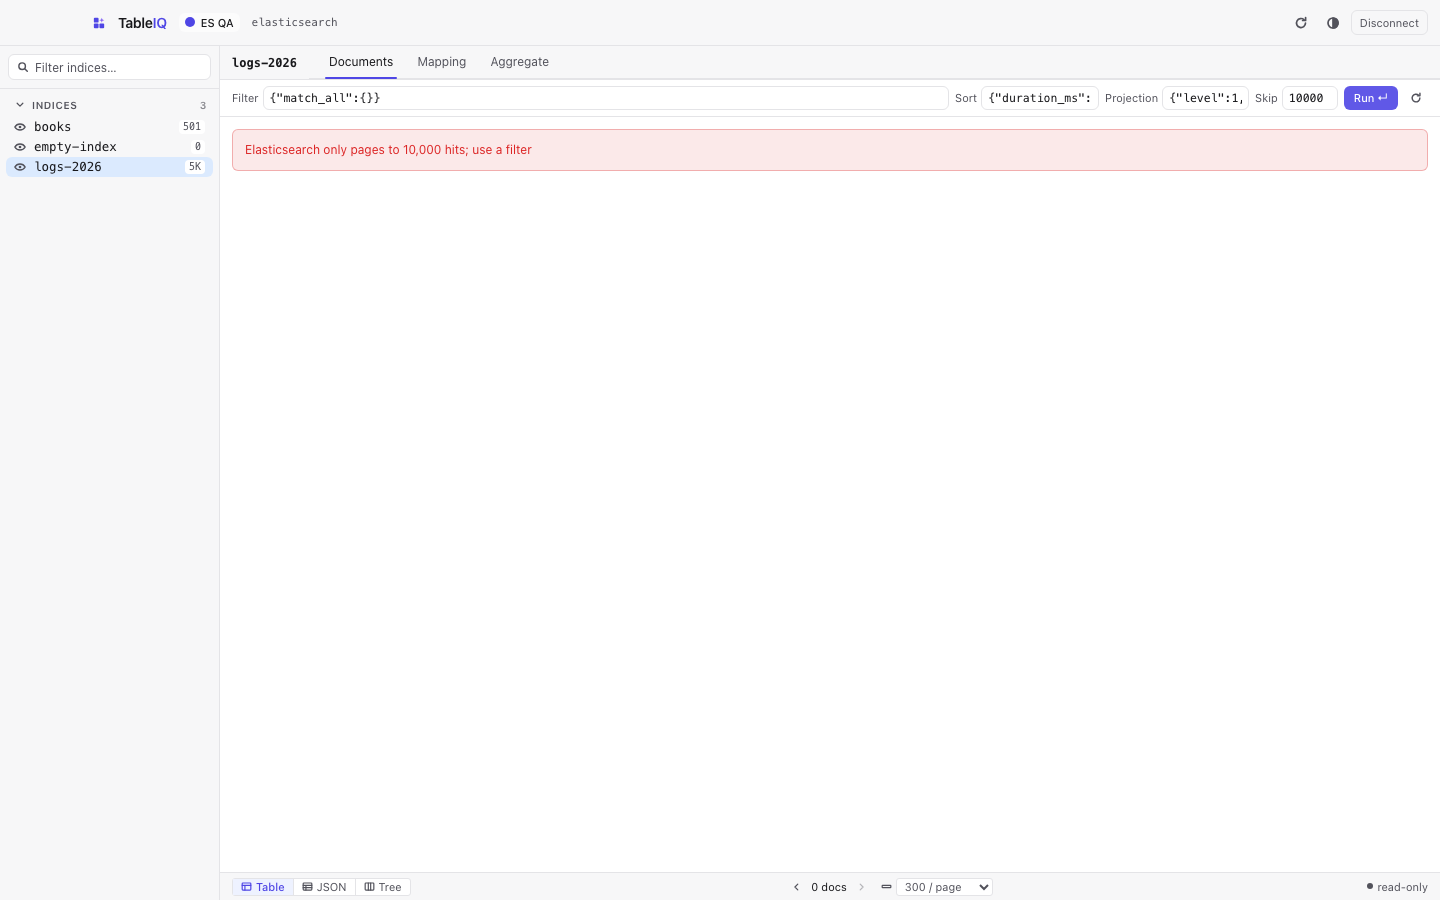 TableIQ ES QA elasticsearch Disconnect
Filter indices... logs-2026 Documents Mapping Aggregate
Filter {"match_all":{}} Sort {"duration_ms": Projection {"level":1, Skip 10000 Run
INDICES 3
books 501
empty-index 0
logs-2026 5K
Elasticsearch only pages to 10,000 hits; use a filter
Table JSON Tree 0 docs 300 / page read-only